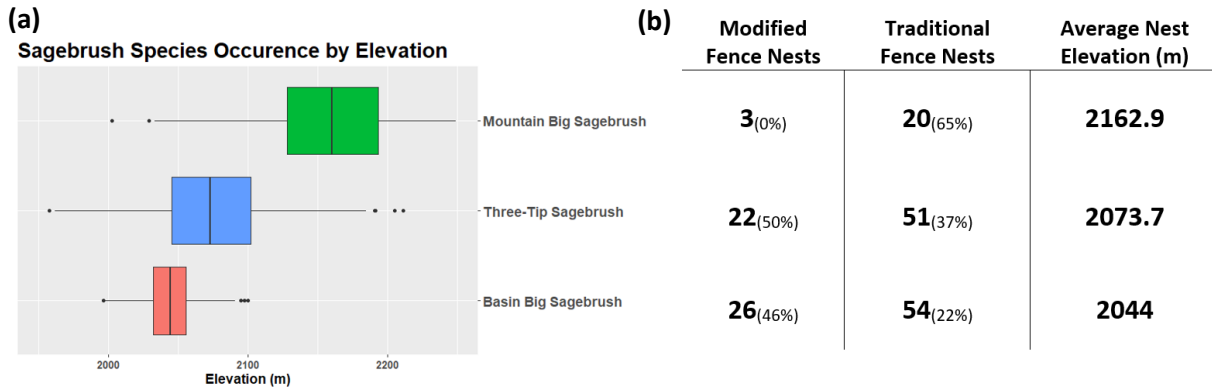 (a)
Sagebrush Species Occurence by Elevation
Mountain Big Sagebrush
Three-Tip Sagebrush
Basin Big Sagebrush
2000 2100 2200
Elevation (m)
(b)
Modified Fence Nests Traditional Fence Nests Average Nest Elevation (m)
3(0%) 20(65%) 2162.9
22(50%) 51(37%) 2073.7
26(46%) 54(22%) 2044